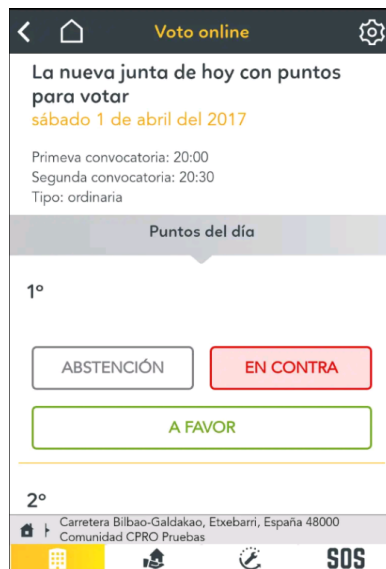 Voto online
La nueva junta de hoy con puntos
para votar
sábado 1 de abril del 2017
Primeva convocatoria: 20:00
Segunda convocatoria: 20:30
Tipo: ordinaria
Puntos del día
1º
ABSTENCIÓN
EN CONTRA
A FAVOR
2º
Carretera Bilbao-Galdakao, Etxebarri, España 48000
Comunidad CPRO Pruebas
SOS